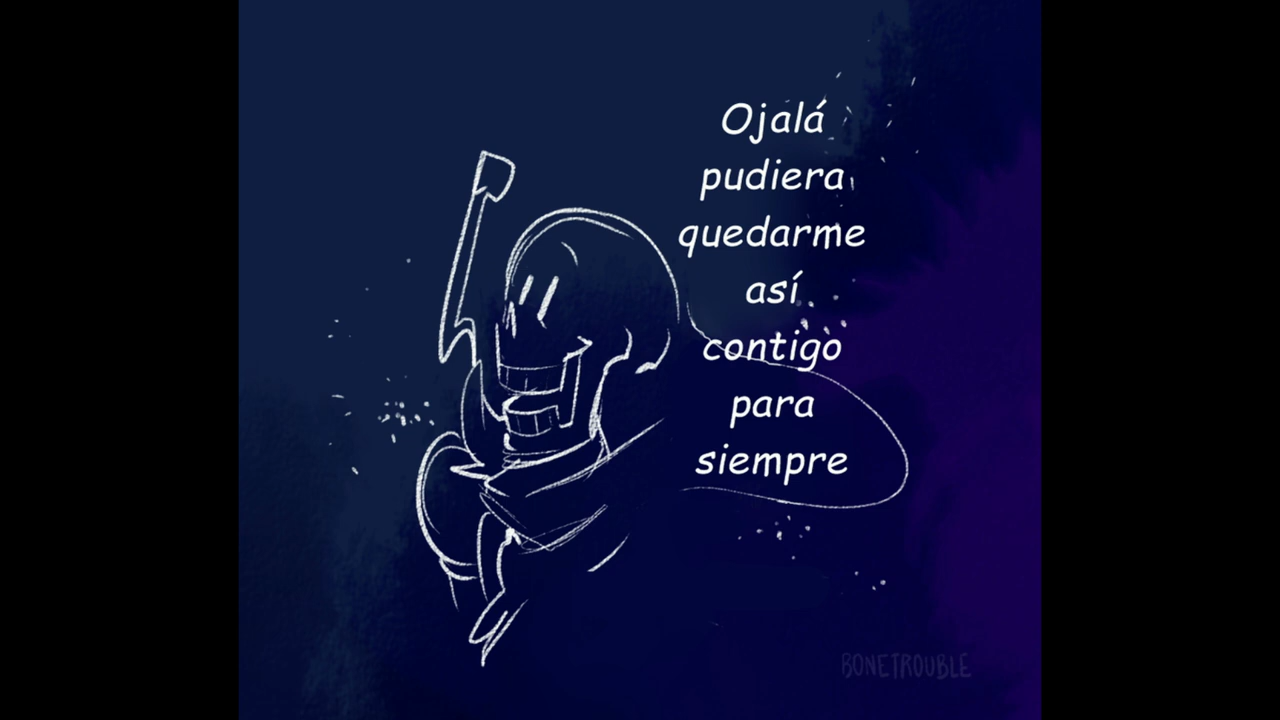 Ojalá
pudiera
quedarme
así
contigo
para
siempre
BONETROUBLE